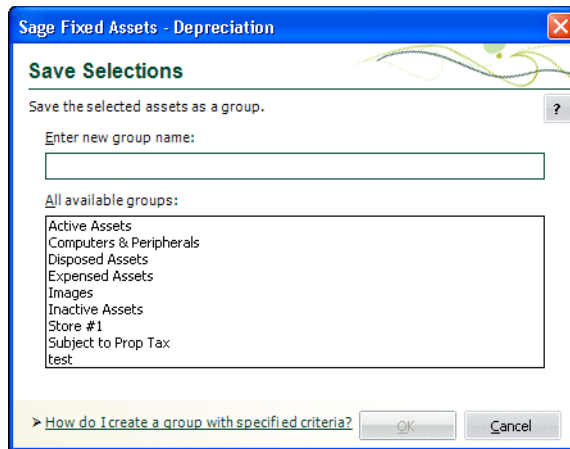 Sage Fixed Assets - Depreciation
Save Selections
Save the selected assets as a group.
?
Enter new group name:
All available groups:
Active Assets
Computers & Peripherals
Disposed Assets
Expensed Assets
Images
Inactive Assets
Store #1
Subject to Prop Tax
test
➤ How do I create a group with specified criteria?
OK
Cancel